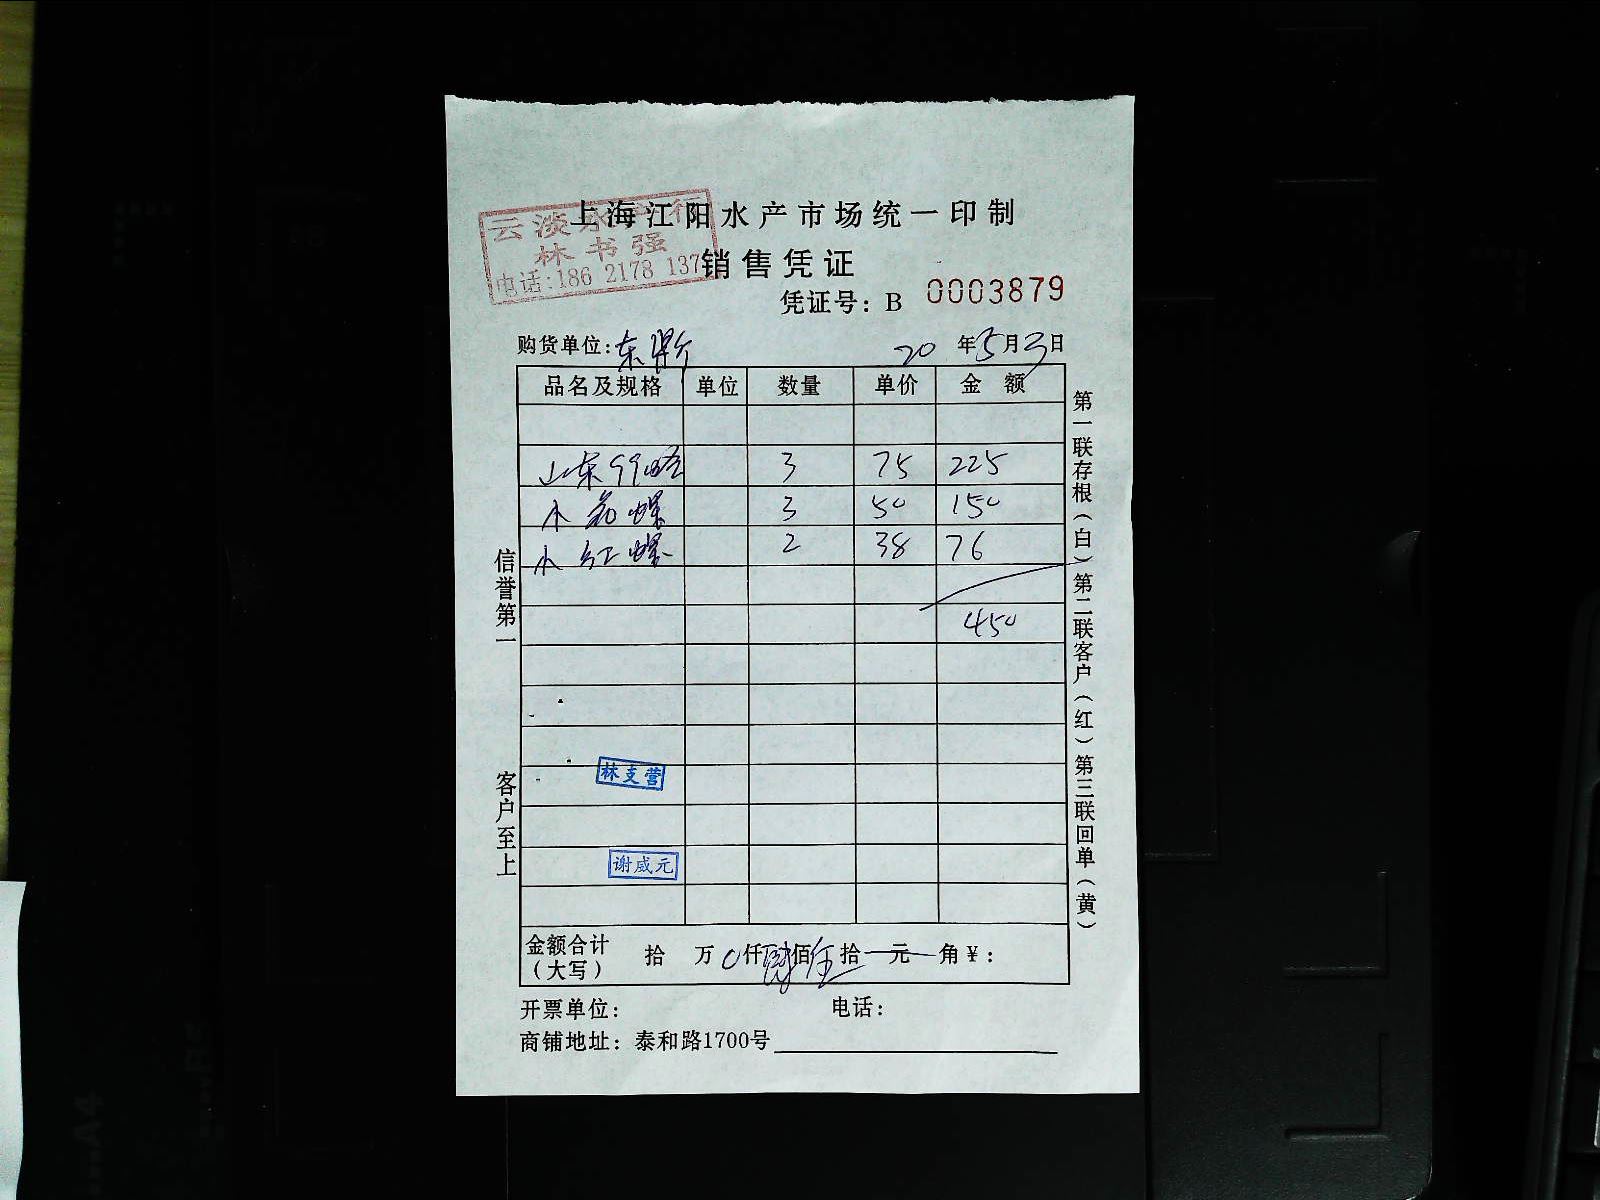 上海江阳水产市场统一印制
云淡水产行
林书强
电话:186 2178 137
销售凭证
凭证号: B 0003879
购货单位: 东
20 年 5 月 3 日
品名及规格 单位 数量 单价 金额
山东99 3 75 225
小 螺 3 50 150
小红螺 2 38 76
450
林支营
谢威元
金额合计(大写) 拾 万 0 仟 肆 佰 伍 拾 元 角 ¥:
开票单位: 电话:
商铺地址: 泰和路1700号
信誉第一 客户至上
第一联存根(白) 第二联客户(红) 第三联回单(黄)